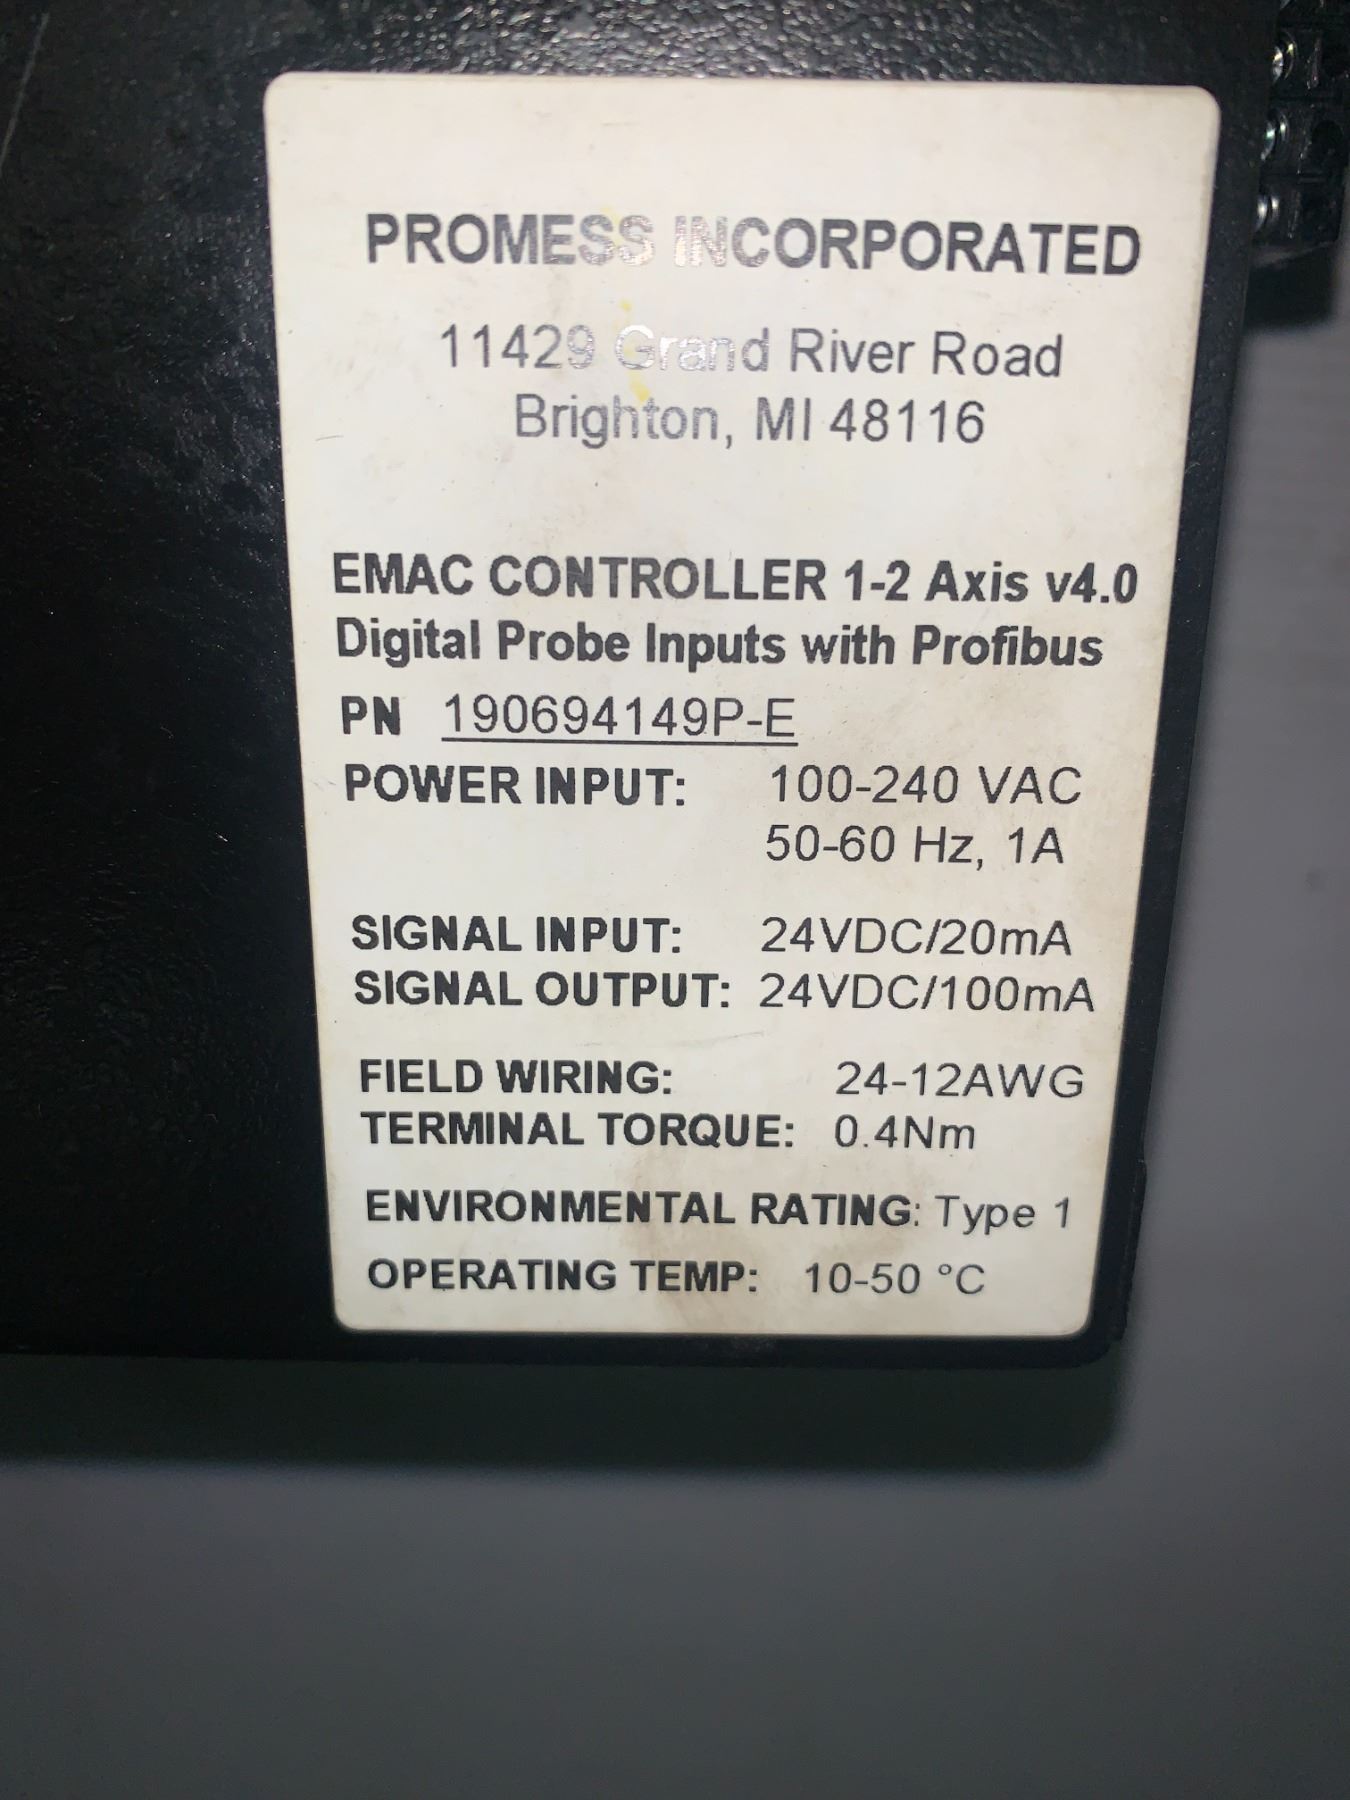 PROMESS INCORPORATED
11429 Grand River Road
Brighton, MI 48116
EMAC CONTROLLER 1-2 Axis v4.0
Digital Probe Inputs with Profibus
PN 190694149P-E
POWER INPUT: 100-240 VAC
50-60 Hz, 1A
SIGNAL INPUT: 24VDC/20mA
SIGNAL OUTPUT: 24VDC/100mA
FIELD WIRING: 24-12AWG
TERMINAL TORQUE: 0.4Nm
ENVIRONMENTAL RATING: Type 1
OPERATING TEMP: 10-50 °C